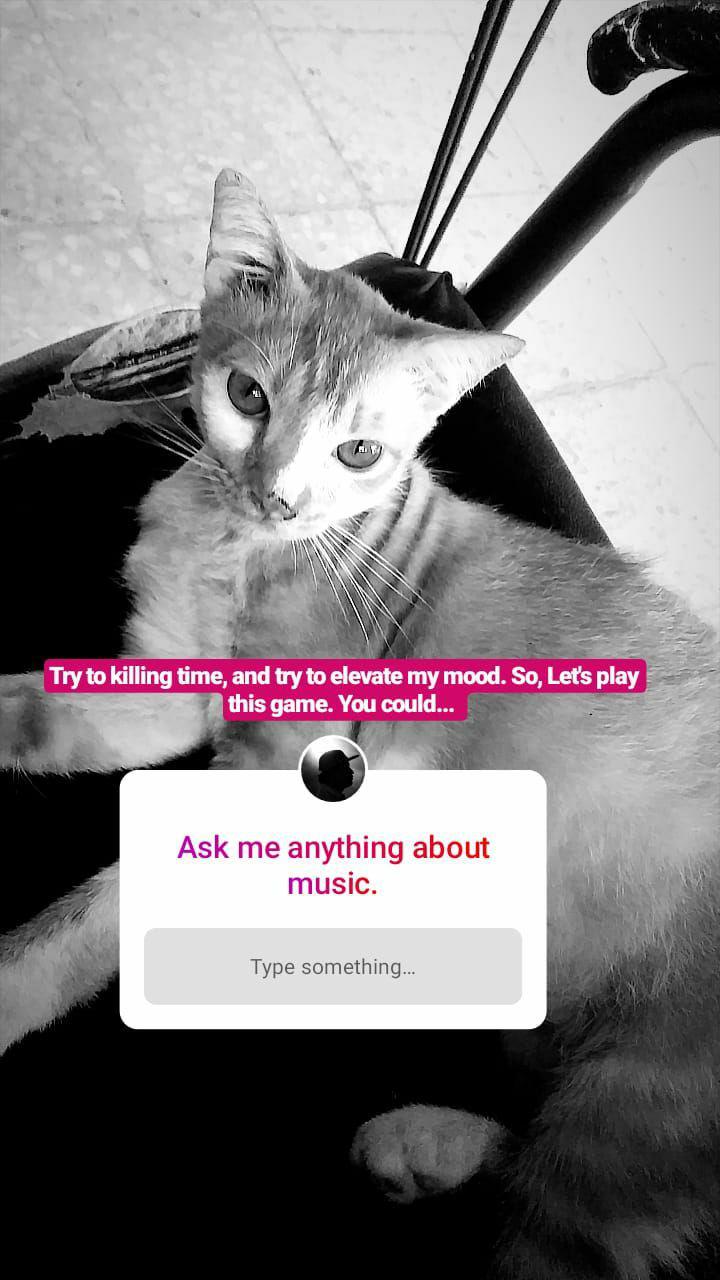 Try to killing time, and try to elevate my mood. So, Let's play
this game. You could...
Ask me anything about
music.
Type something...